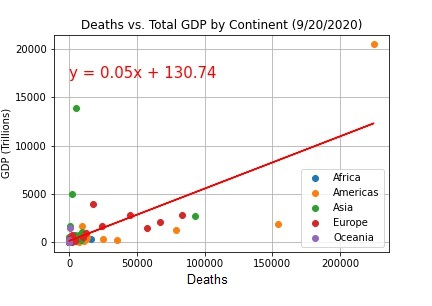 Deaths vs. Total GDP by Continent (9/20/2020)
y = 0.05x + 130.74
GDP (Trillions)
20000
15000
10000
5000
0
Africa
Americas
Asia
Europe
Oceania
0
50000
100000
150000
200000
Deaths